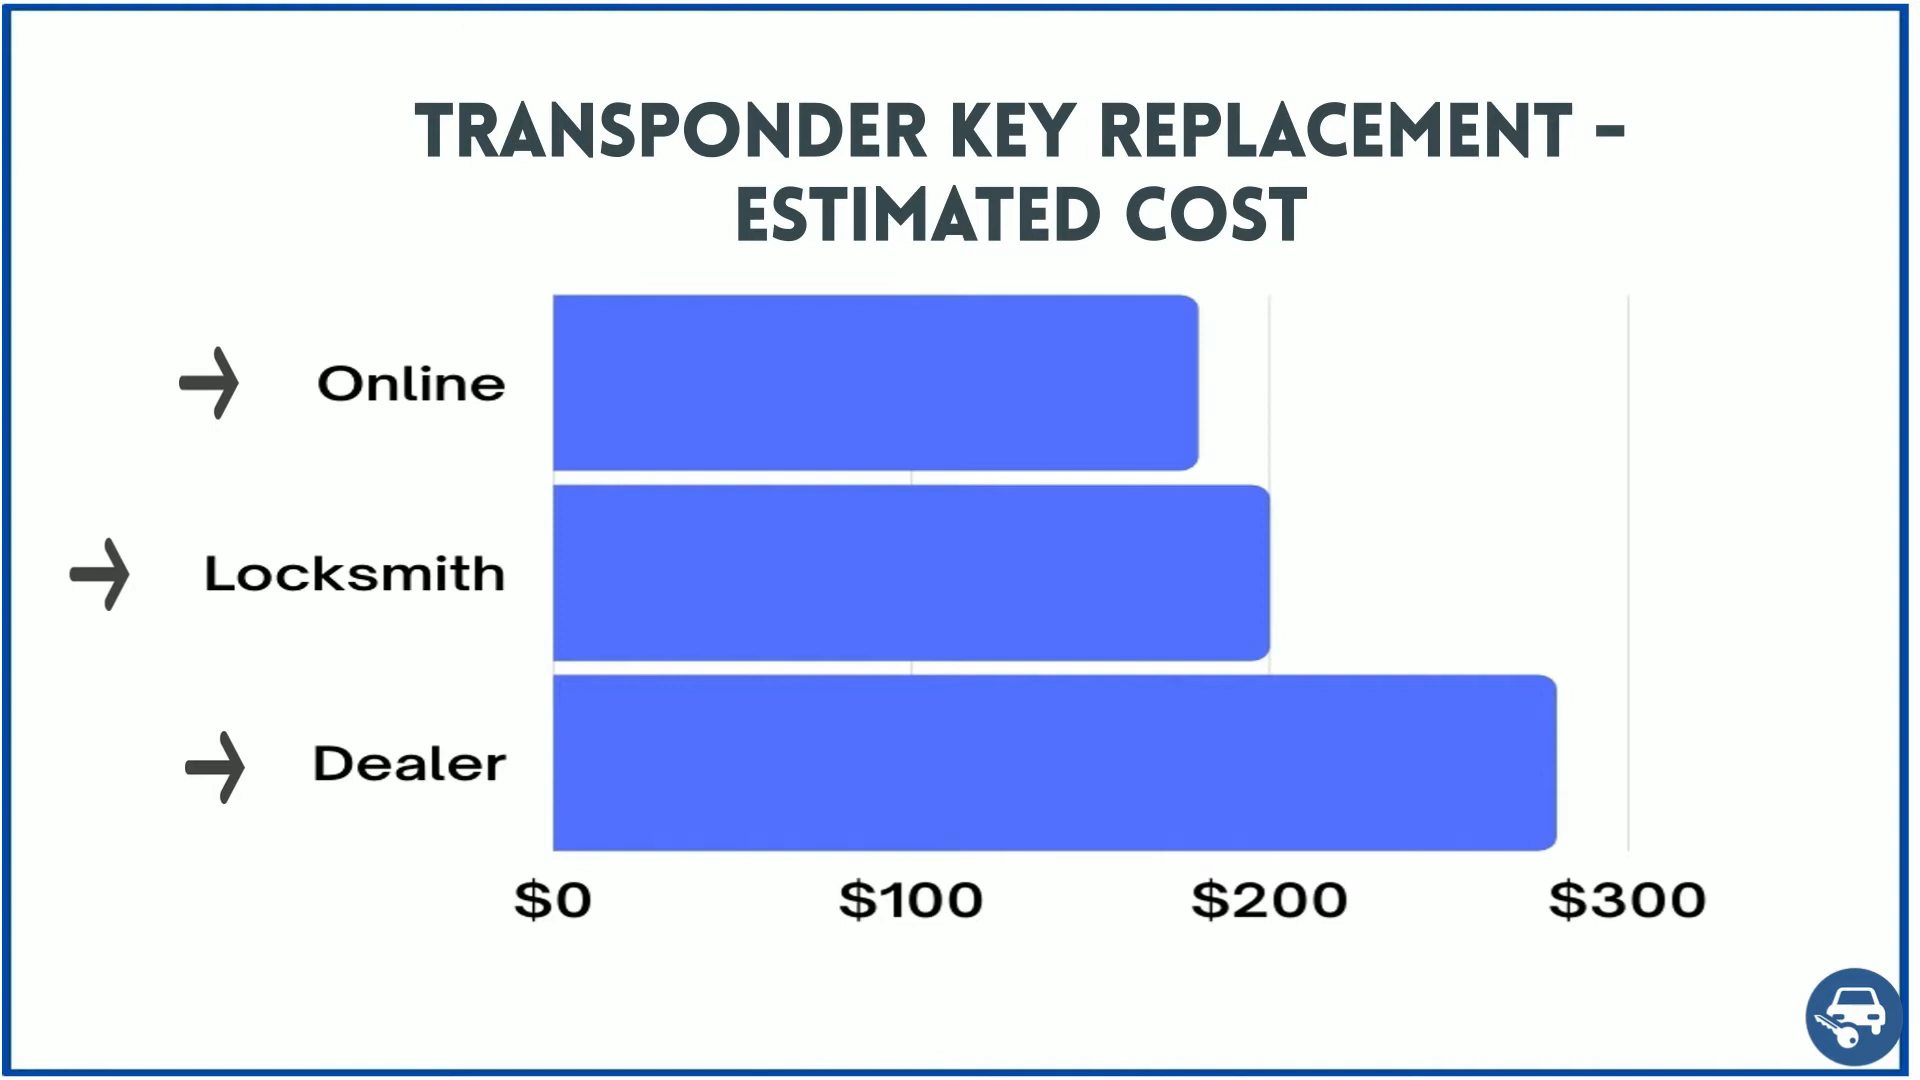 TRANSPONDER KEY REPLACEMENT -
ESTIMATED COST
Online
Locksmith
Dealer
$0 $100 $200 $300